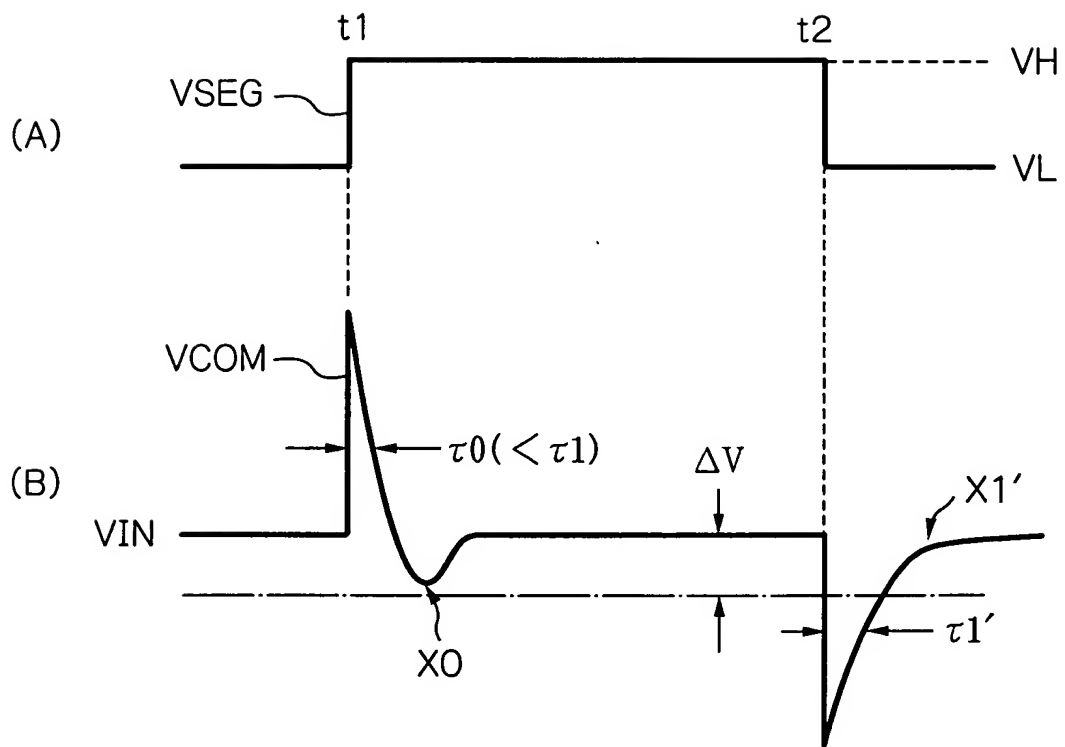 t1
t2
VH
VSEG
(A)
VL
VCOM
τ0(<τ1)
ΔV
X1′
(B)
VIN
τ1′
X0